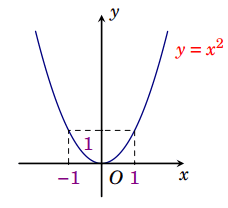 y
y = x²
1
−1 O 1 x